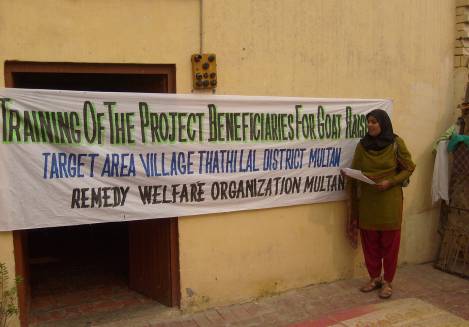 Training Of The Project Beneficiaries For Goat
TARGET AREA VILLAGE THATHI LAL DISTRICT MULTAN
REMEDY WELFARE ORGANIZATION MULTAN